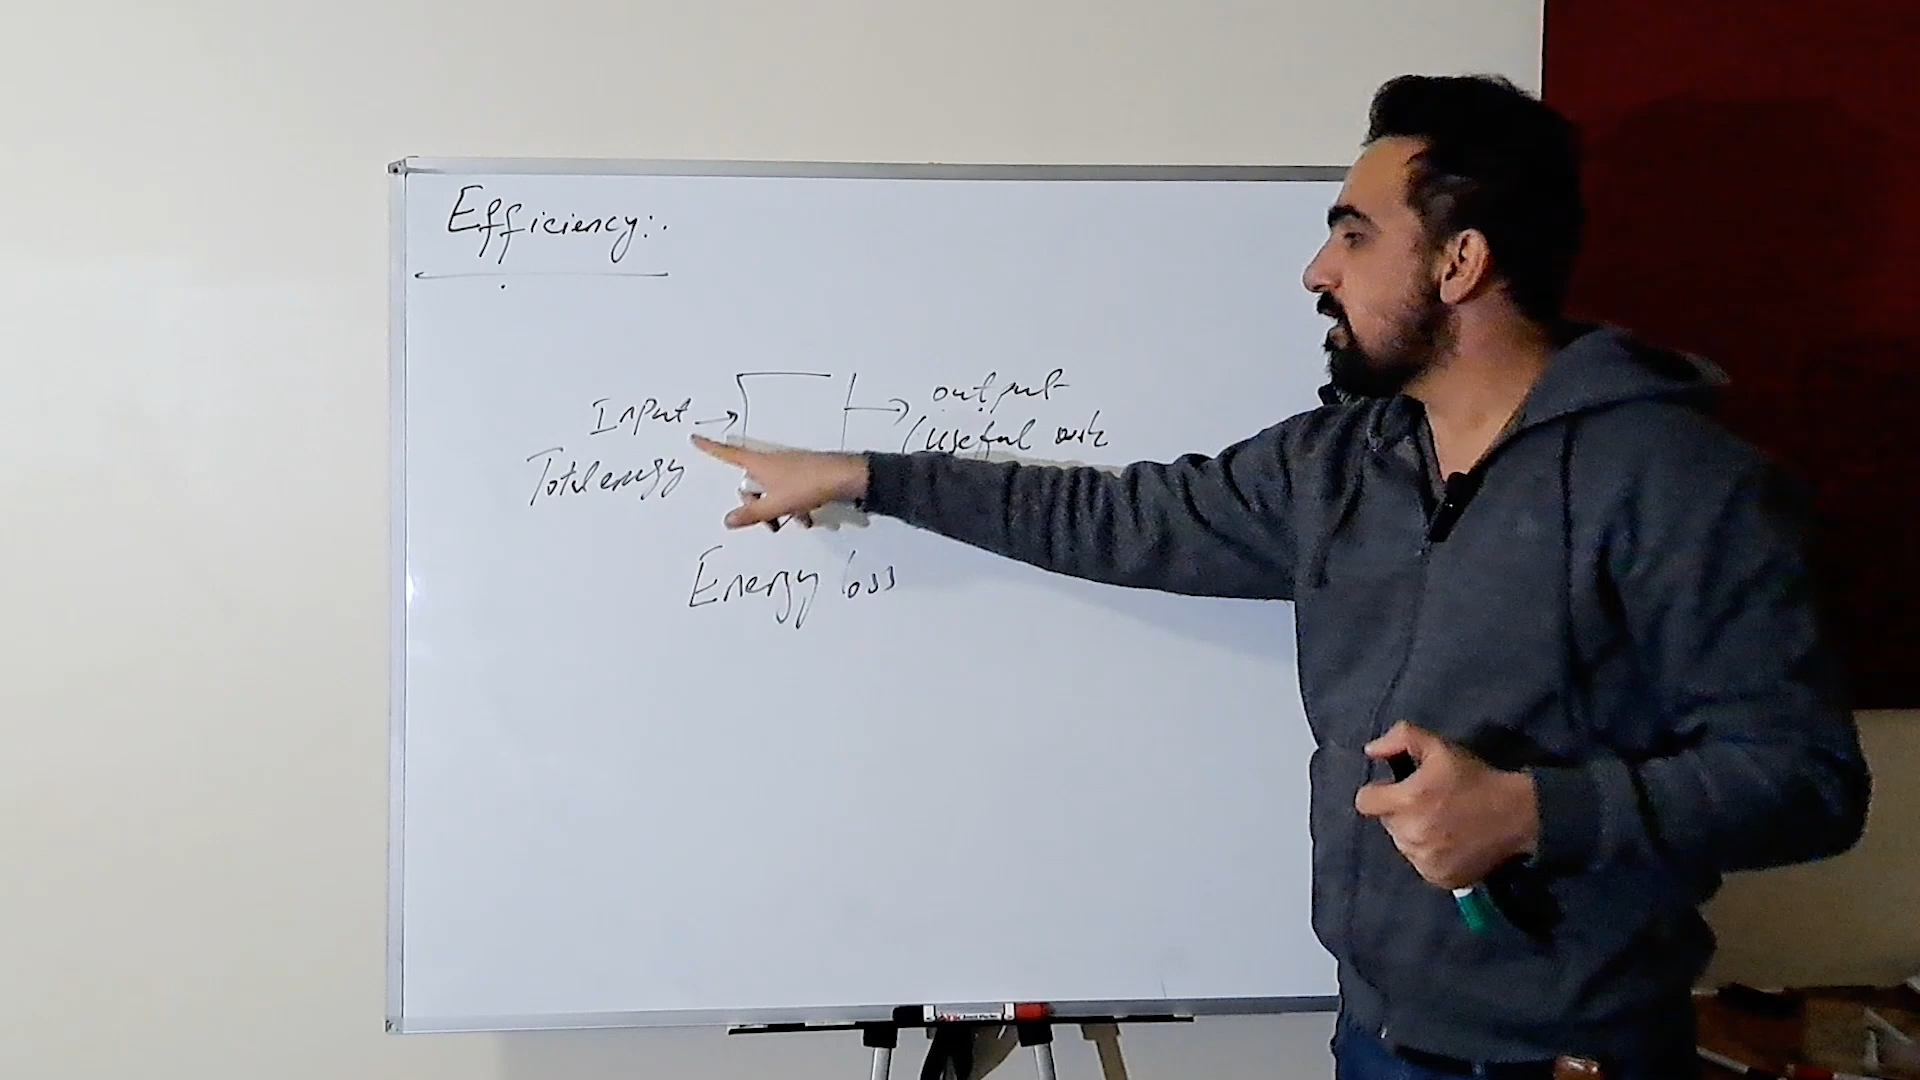 Efficiency:.
Input → → output
Total energy (useful work
Energy loss